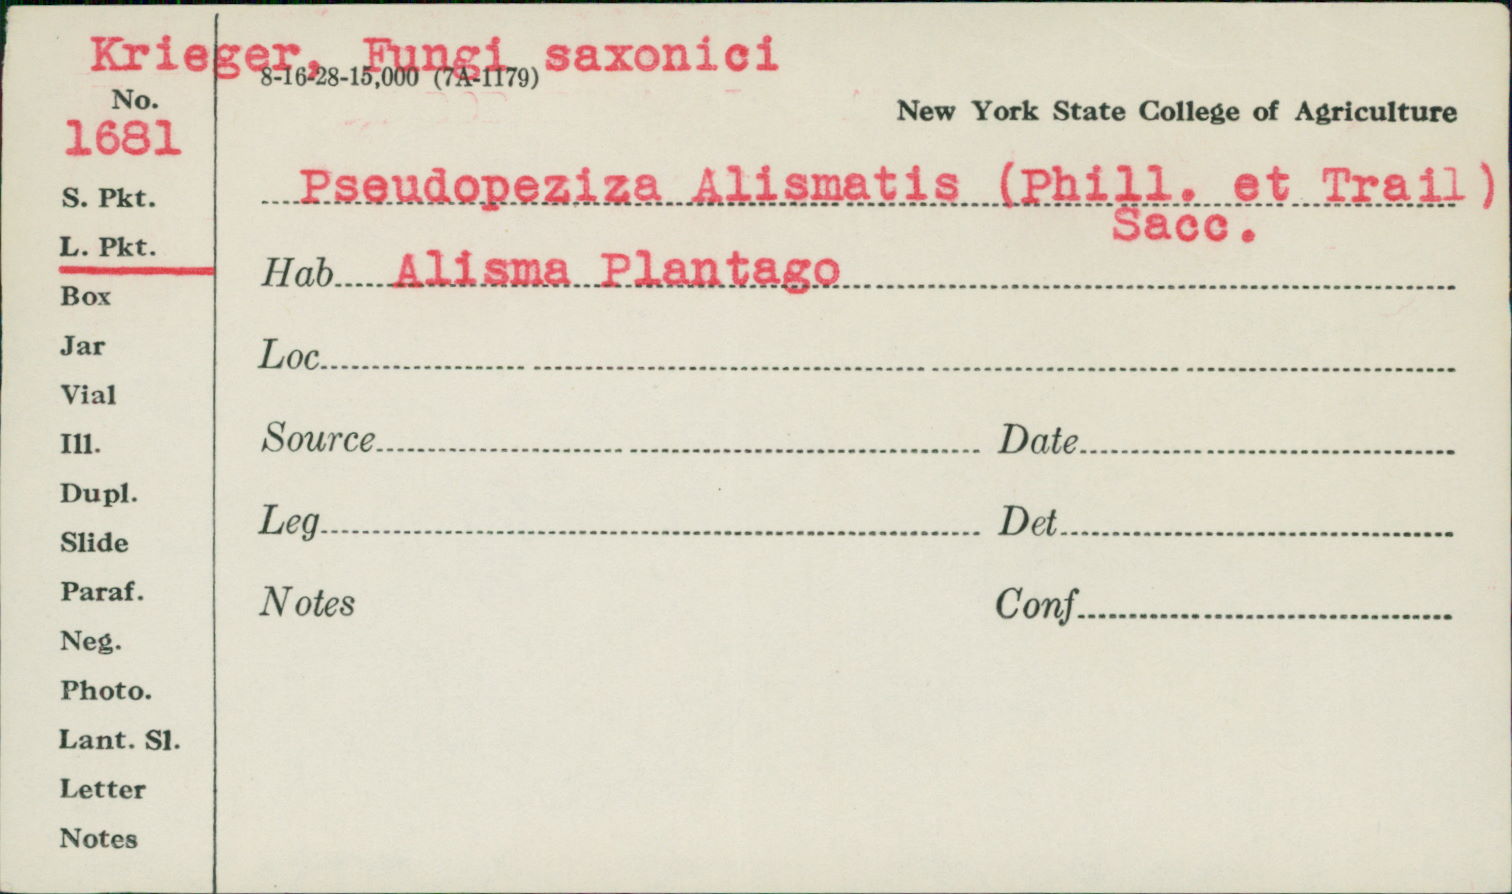 Krieger, Fungi saxonici
8-16-28-15,000 (7A-1179)
No.
New York State College of Agriculture
1681
Pseudopeziza Alismatis (Phill. et Trail)
Sacc.
S. Pkt.
L. Pkt.
Hab Alisma Plantago
Box
Jar
Loc
Vial
Ill.
Source Date
Dupl.
Slide
Leg Det
Paraf.
Notes Conf
Neg.
Photo.
Lant. Sl.
Letter
Notes